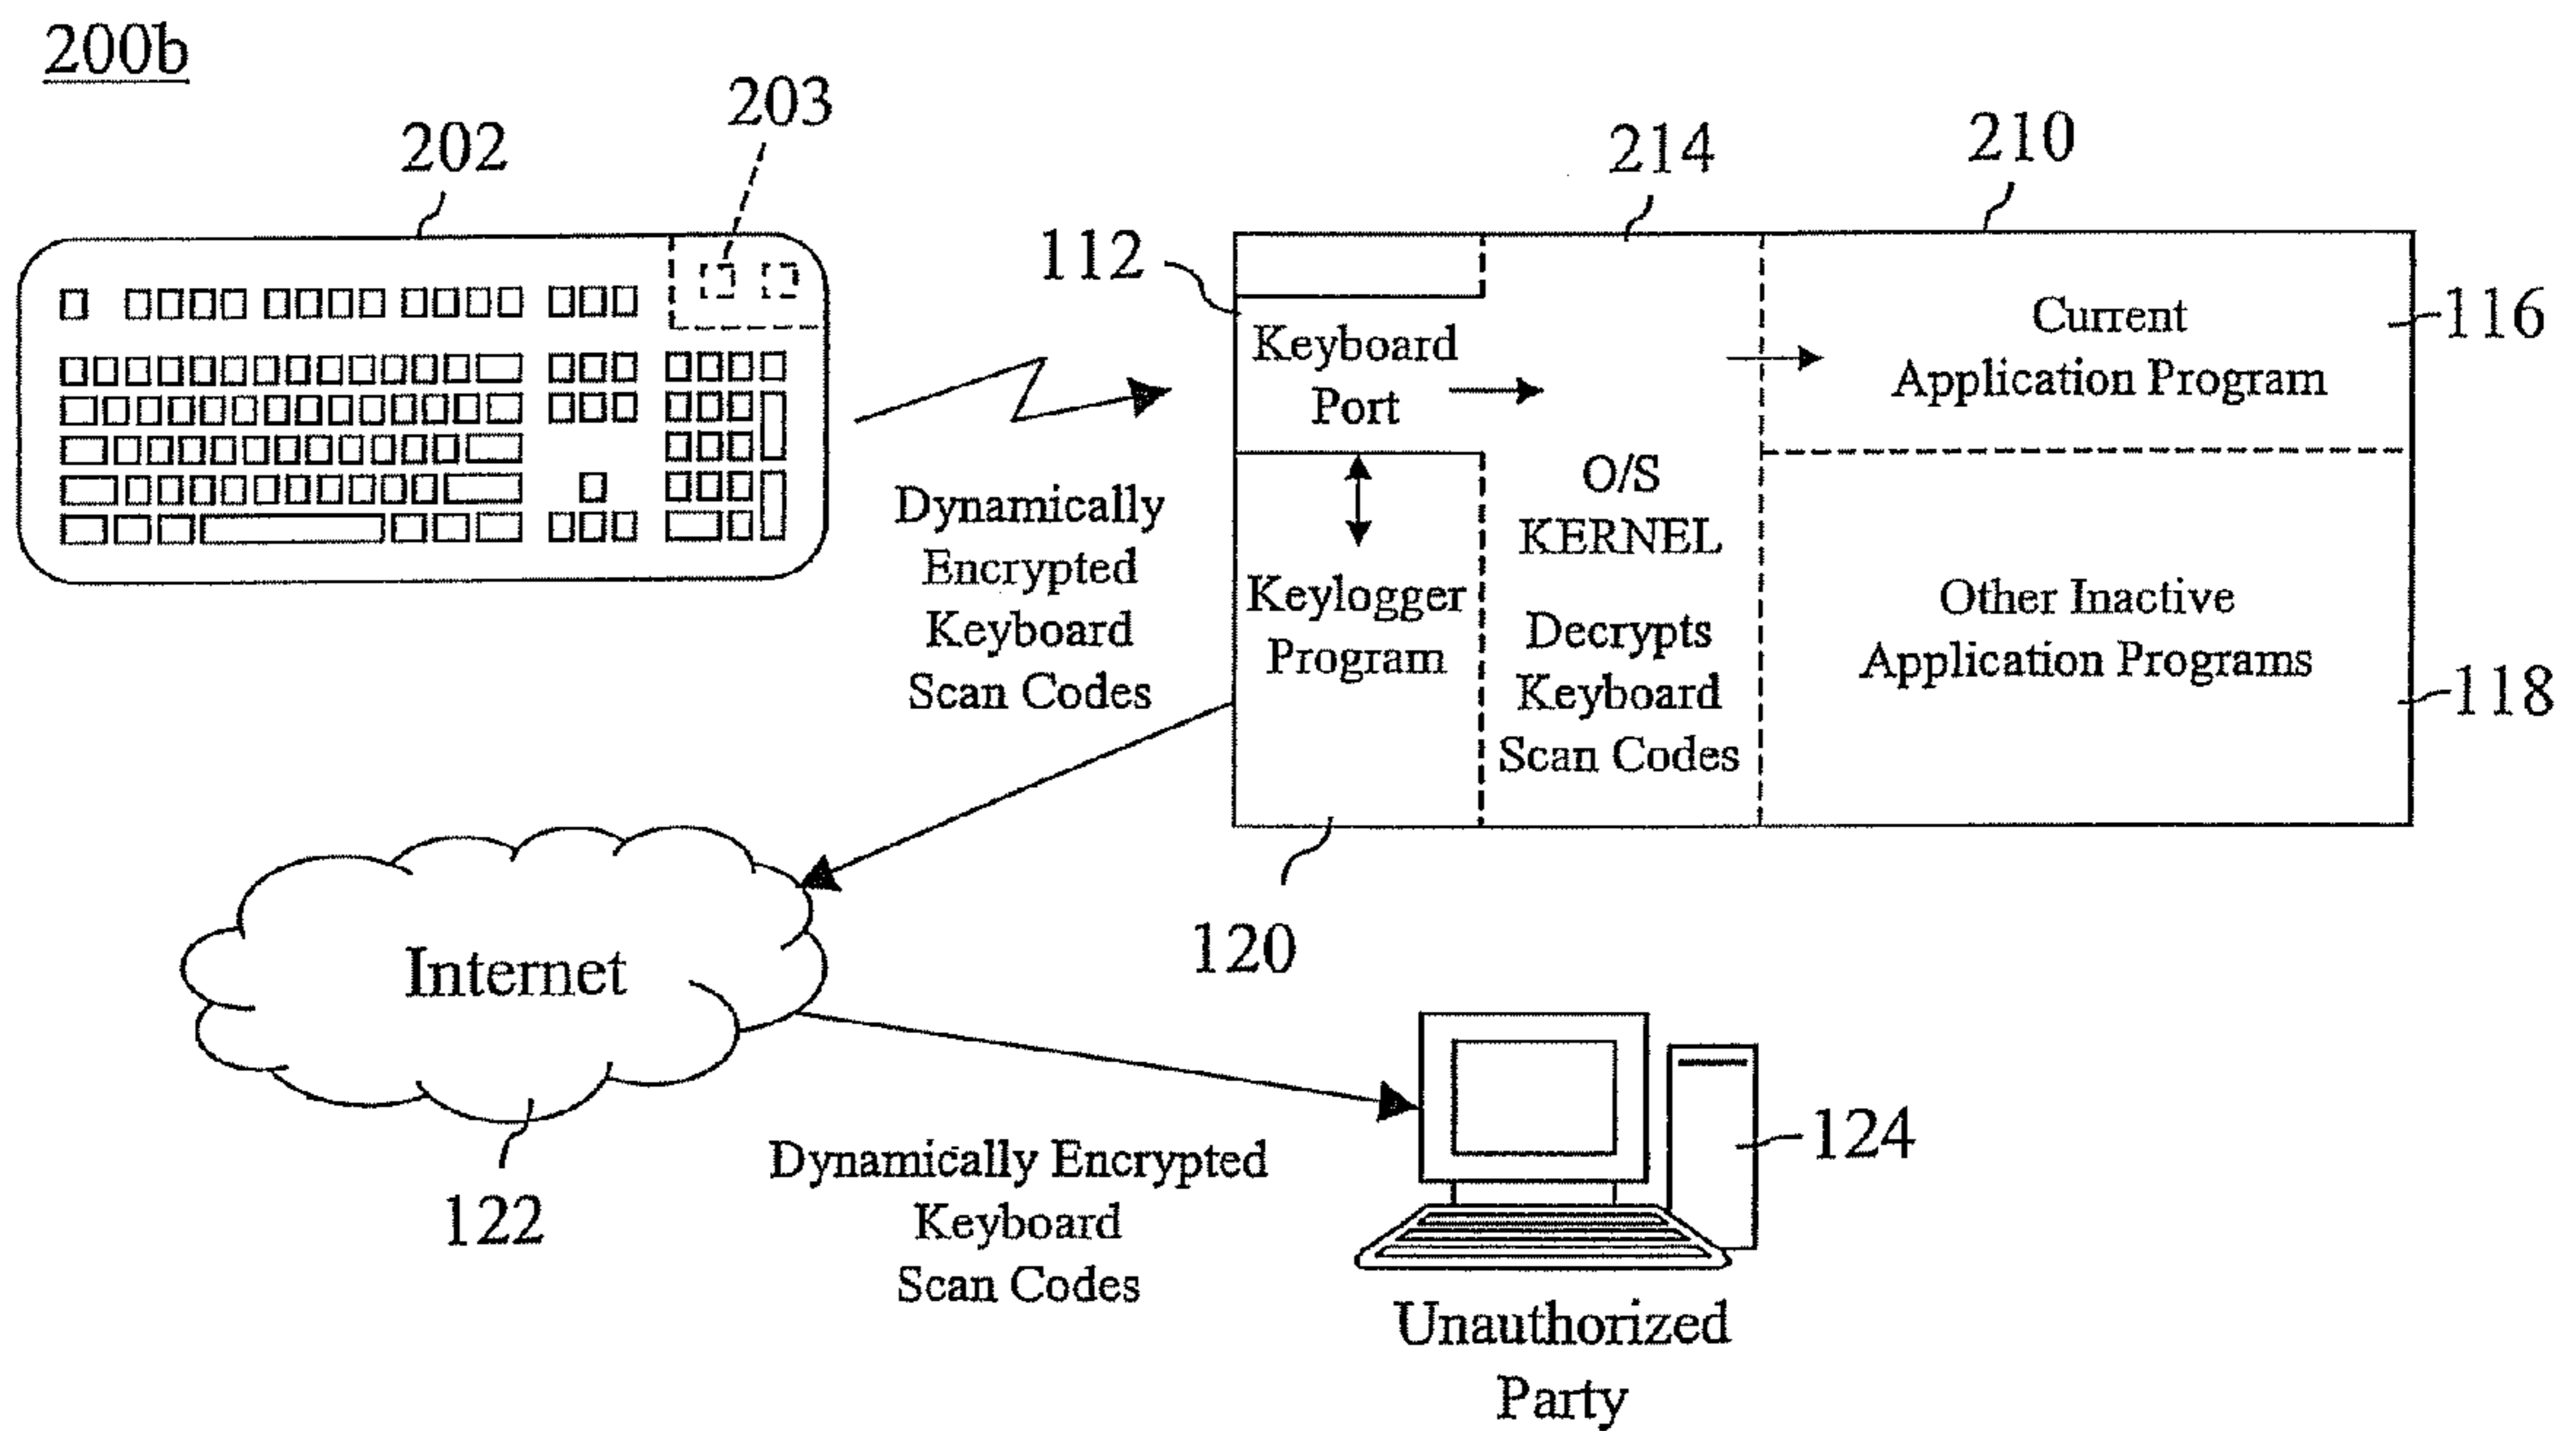 200b
203
202
214
210
112
116
Keyboard
Port
Current
Application Program
O/S
KERNEL
Dynamically
Encrypted
Keyboard
Scan Codes
Keylogger
Program
Decrypts
Keyboard
Scan Codes
Other Inactive
Application Programs
118
120
Internet
122
Dynamically Encrypted
Keyboard
Scan Codes
124
Unauthorized
Party